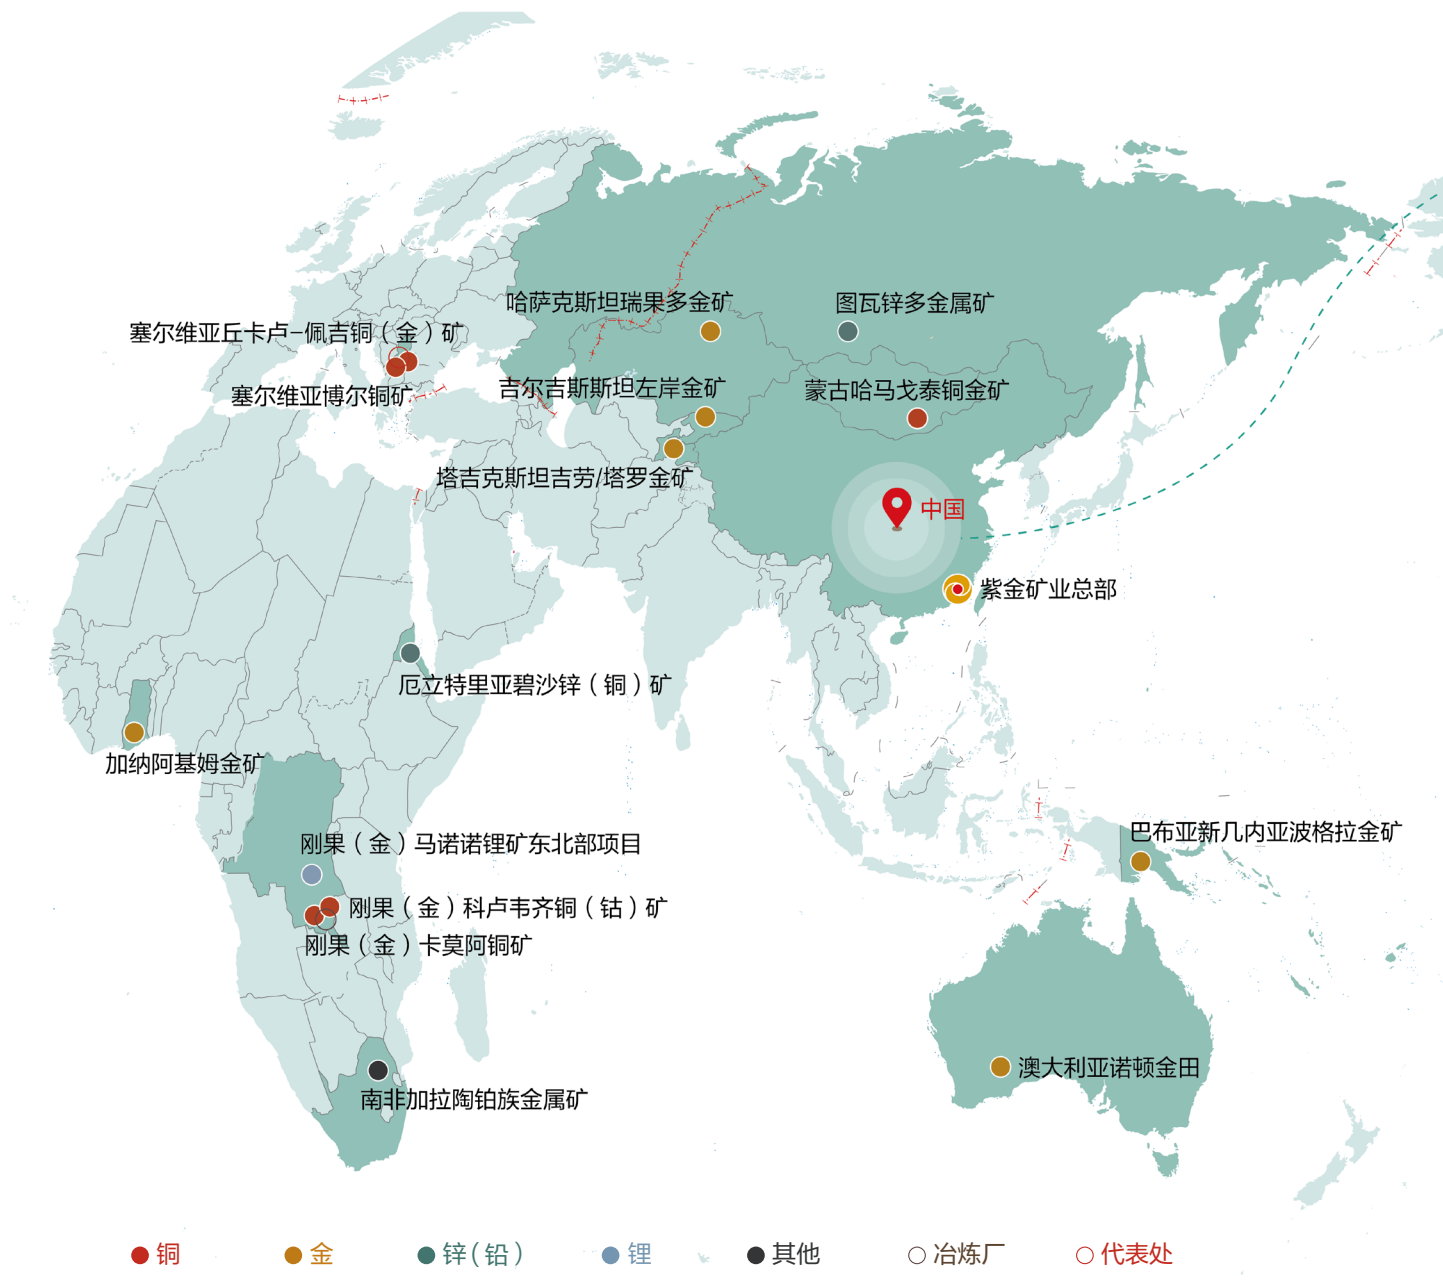 哈萨克斯坦瑞果多金矿
图瓦锌多金属矿
塞尔维亚丘卡卢-佩吉铜（金）矿
塞尔维亚博尔铜矿
吉尔吉斯斯坦左岸金矿
蒙古哈马戈泰铜金矿
塔吉克斯坦吉劳/塔罗金矿
中国
紫金矿业总部
厄立特里亚碧沙锌（铜）矿
加纳阿基姆金矿
巴布亚新几内亚波格拉金矿
刚果（金）马诺诺锂矿东北部项目
刚果（金）科卢韦齐铜（钴）矿
刚果（金）卡莫阿铜矿
澳大利亚诺顿金田
南非加拉陶铂族金属矿
铜 金 锌(铅) 锂 其他 冶炼厂 代表处